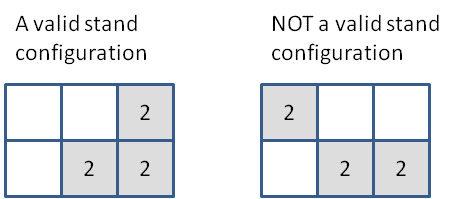 A valid stand
configuration
NOT a valid stand
configuration
2
2 2
2
2 2